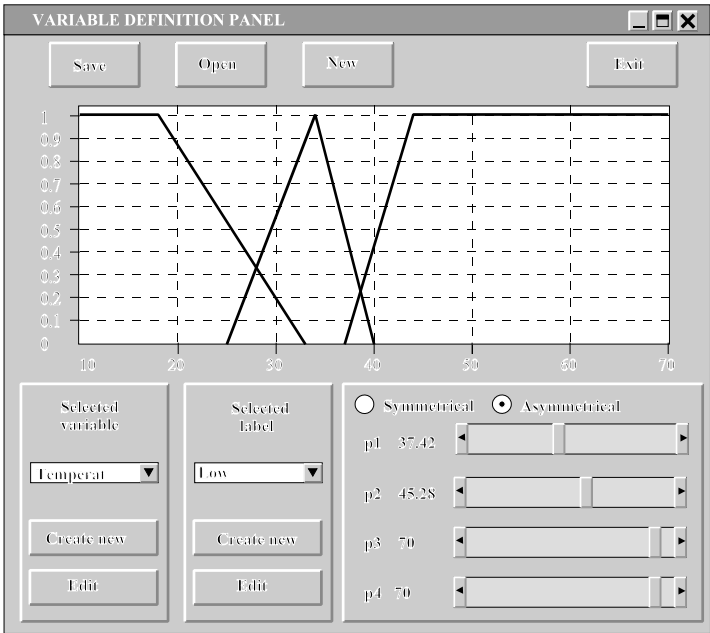 VARIABLE DEFINITION PANEL
Save Open New Exit
1
0.9
0.8
0.7
0.6
0.5
0.4
0.3
0.2
0.1
0
10 20 30 40 50 60 70
Selected
variable
Temperat
Create new
Edit
Selected
label
Low
Create new
Edit
Symmetrical Asymmetrical
p1 37.42
p2 45.28
p3 70
p4 70